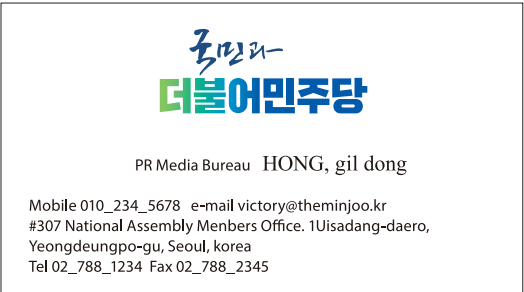 국민과
더불어민주당
PR Media Bureau HONG, gil dong
Mobile 010_234_5678 e-mail victory@theminjoo.kr
#307 National Assembly Menbers Office. 1Uisadang-daero,
Yeongdeungpo-gu, Seoul, korea
Tel 02_788_1234 Fax 02_788_2345